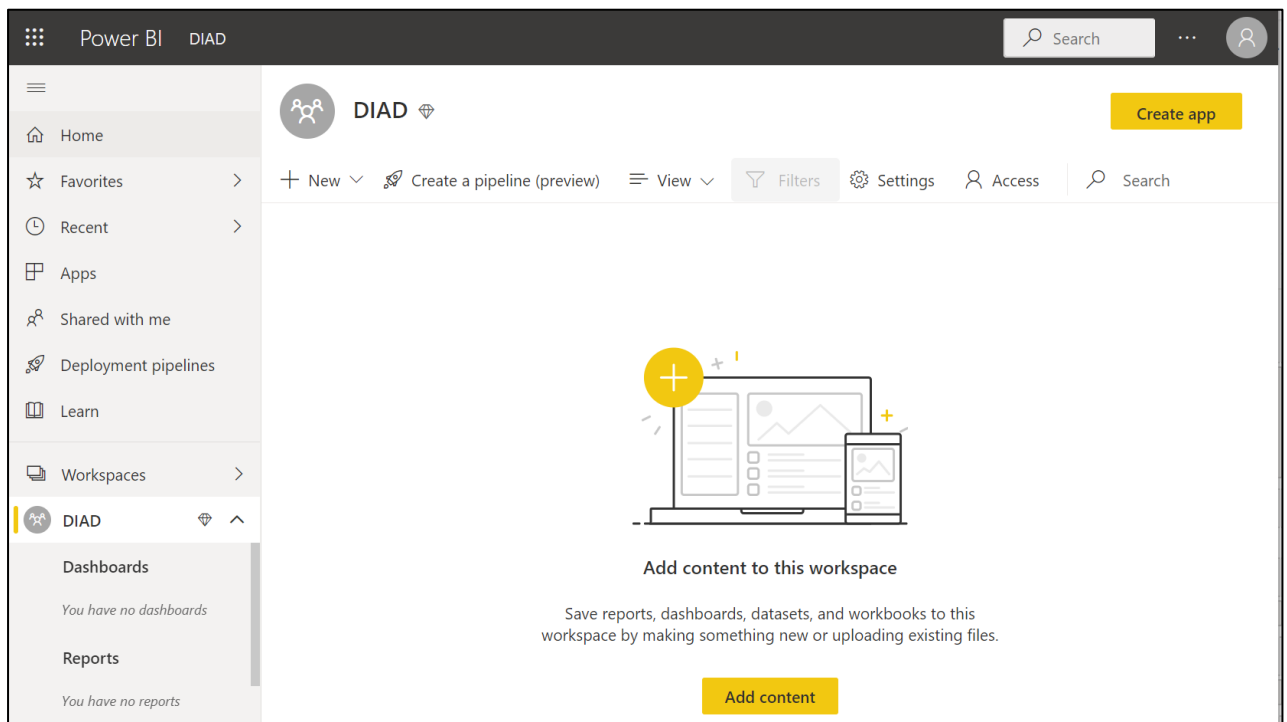 Power BI DIAD
Search
...
Home
Favorites
Recent
Apps
Shared with me
Deployment pipelines
Learn
Workspaces
DIAD
Dashboards
You have no dashboards
Reports
You have no reports
DIAD
Create app
New
Create a pipeline (preview)
View
Filters
Settings
Access
Search
Add content to this workspace
Save reports, dashboards, datasets, and workbooks to this
workspace by making something new or uploading existing files.
Add content